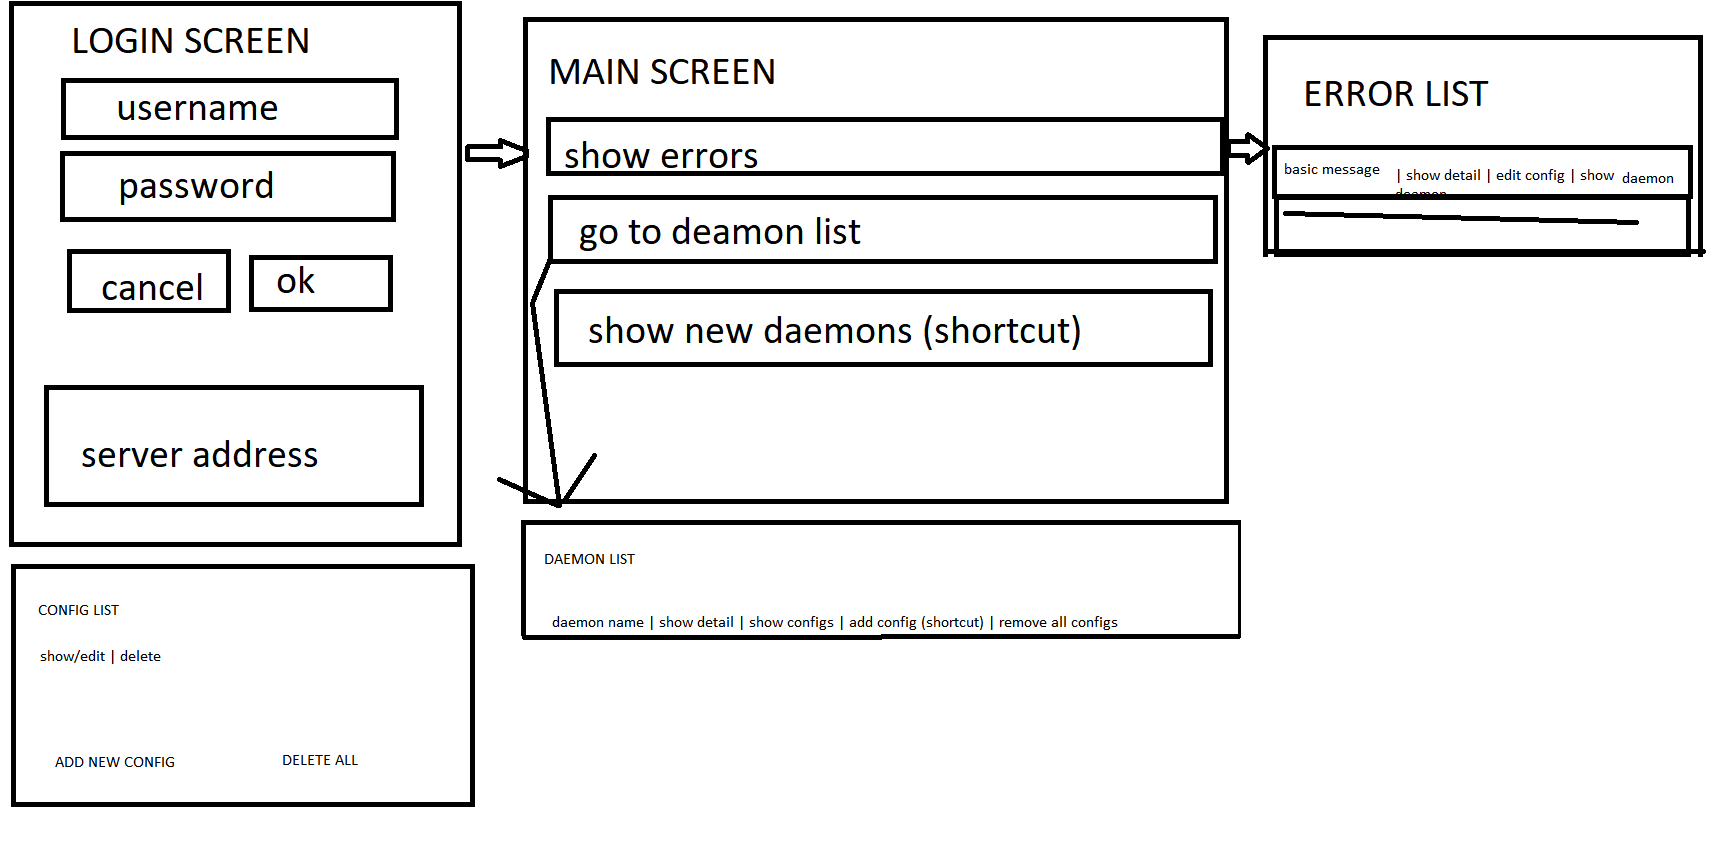 LOGIN SCREEN
username
password
cancel
ok
server address
MAIN SCREEN
show errors
go to deamon list
show new daemons (shortcut)
ERROR LIST
basic message | show detail | edit config | show daemon
deamon
DAEMON LIST
daemon name | show detail | show configs | add config (shortcut) | remove all configs
CONFIG LIST
show/edit | delete
ADD NEW CONFIG
DELETE ALL